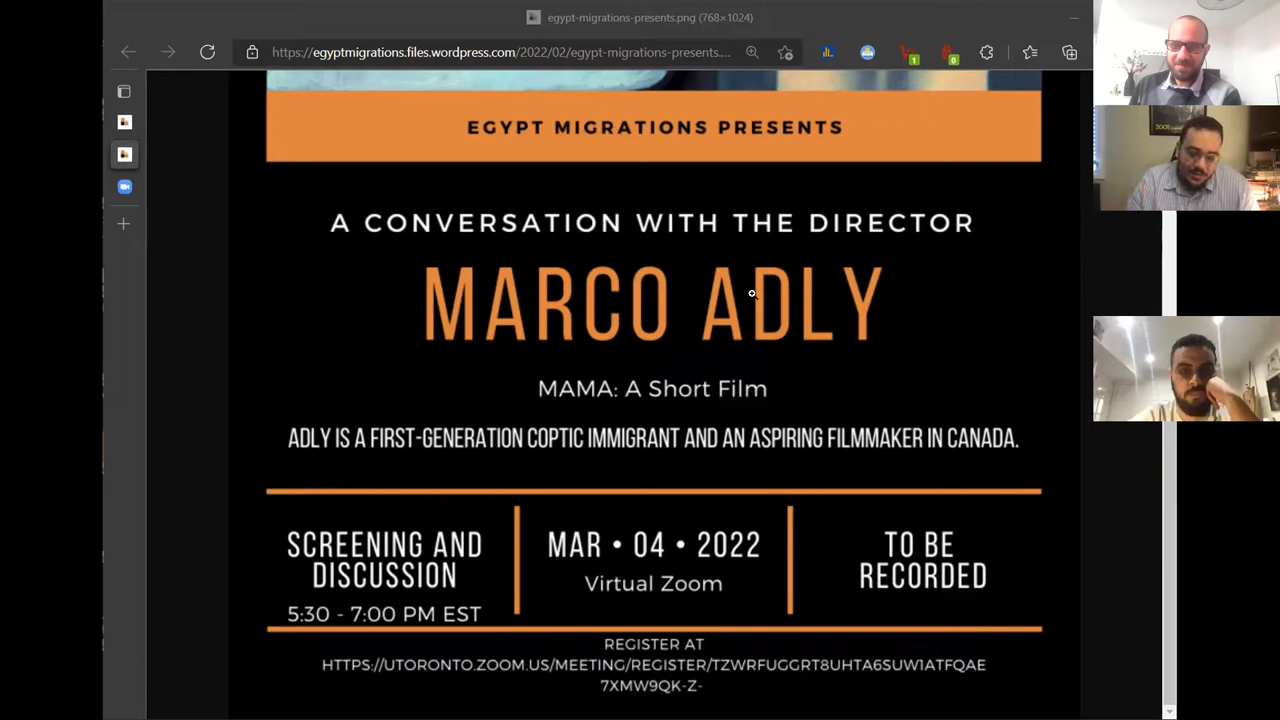 egypt-migrations-presents.png (768×1024)
https://egyptmigrations.files.wordpress.com/2022/02/egypt-migrations-presents....
1
0
EGYPT MIGRATIONS PRESENTS
A CONVERSATION WITH THE DIRECTOR
MARCO ADLY
MAMA: A Short Film
ADLY IS A FIRST-GENERATION COPTIC IMMIGRANT AND AN ASPIRING FILMMAKER IN CANADA.
SCREENING AND
DISCUSSION
5:30 - 7:00 PM EST
MAR • 04 • 2022
Virtual Zoom
TO BE
RECORDED
REGISTER AT
HTTPS://UTORONTO.ZOOM.US/MEETING/REGISTER/TZWRFUGGRT8UHTA6SUW1ATFQAE
7XMW9QK-Z-